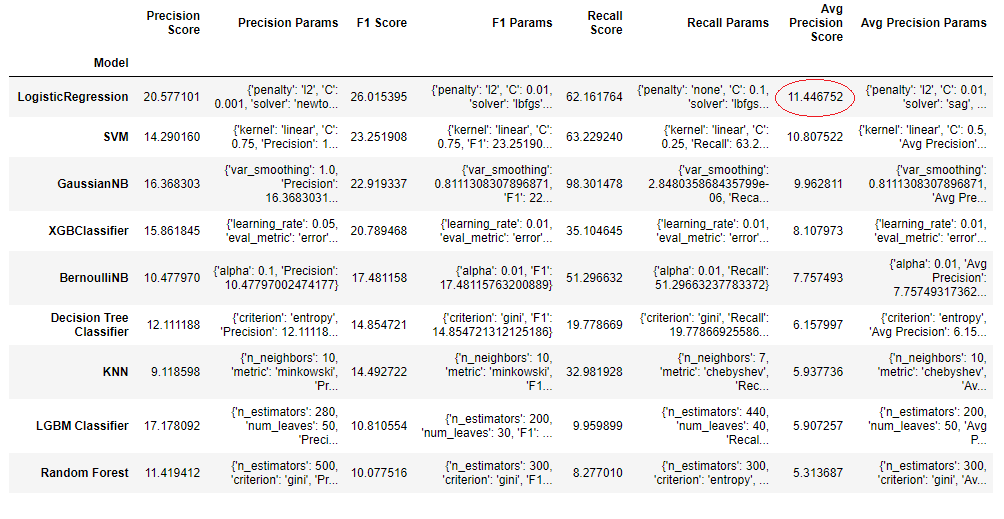 Precision Score Precision Params F1 Score F1 Params Recall Score Recall Params Avg Precision Score Avg Precision Params
Model
LogisticRegression 20.577101 {'penalty': 'l2', 'C': 0.001, 'solver': 'newto... 26.015395 {'penalty': 'l2', 'C': 0.01, 'solver': 'lbfgs'... 62.161764 {'penalty': 'none', 'C': 0.1, 'solver': 'lbfgs... 11.446752 {'penalty': 'l2', 'C': 0.01, 'solver': 'sag', ...
SVM 14.290160 {'kernel': 'linear', 'C': 0.75, 'Precision': 1... 23.251908 {'kernel': 'linear', 'C': 0.75, 'F1': 23.25190... 63.229240 {'kernel': 'linear', 'C': 0.25, 'Recall': 63.2... 10.807522 {'kernel': 'linear', 'C': 0.5, 'Avg Precision'...
GaussianNB 16.368303 {'var_smoothing': 1.0, 'Precision': 16.3683031... 22.919337 {'var_smoothing': 0.8111308307896871, 'F1': 22... 98.301478 {'var_smoothing': 2.848035868435799e-06, 'Reca... 9.962811 {'var_smoothing': 0.8111308307896871, 'Avg Pre...
XGBClassifier 15.861845 {'learning_rate': 0.05, 'eval_metric': 'error'... 20.789468 {'learning_rate': 0.01, 'eval_metric': 'error'... 35.104645 {'learning_rate': 0.01, 'eval_metric': 'error'... 8.107973 {'learning_rate': 0.01, 'eval_metric': 'error'...
BernoulliNB 10.477970 {'alpha': 0.1, 'Precision': 10.47797002474177} 17.481158 {'alpha': 0.01, 'F1': 17.48115763200889} 51.296632 {'alpha': 0.01, 'Recall': 51.29663237783372} 7.757493 {'alpha': 0.01, 'Avg Precision': 7.75749317362...
Decision Tree Classifier 12.111188 {'criterion': 'entropy', 'Precision': 12.11118... 14.854721 {'criterion': 'gini', 'F1': 14.854721312125186} 19.778669 {'criterion': 'gini', 'Recall': 19.77866925586... 6.157997 {'criterion': 'entropy', 'Avg Precision': 6.15...
KNN 9.118598 {'n_neighbors': 10, 'metric': 'minkowski', 'Pr... 14.492722 {'n_neighbors': 10, 'metric': 'minkowski', 'F1... 32.981928 {'n_neighbors': 7, 'metric': 'chebyshev', 'Rec... 5.937736 {'n_neighbors': 10, 'metric': 'chebyshev', 'Av...
LGBM Classifier 17.178092 {'n_estimators': 280, 'num_leaves': 50, 'Preci... 10.810554 {'n_estimators': 200, 'num_leaves': 30, 'F1': ... 9.959899 {'n_estimators': 440, 'num_leaves': 40, 'Recal... 5.907257 {'n_estimators': 200, 'num_leaves': 50, 'Avg P...
Random Forest 11.419412 {'n_estimators': 500, 'criterion': 'gini', 'Pr... 10.077516 {'n_estimators': 300, 'criterion': 'gini', 'F1... 8.277010 {'n_estimators': 300, 'criterion': 'entropy', ... 5.313687 {'n_estimators': 300, 'criterion': 'gini', 'Av...